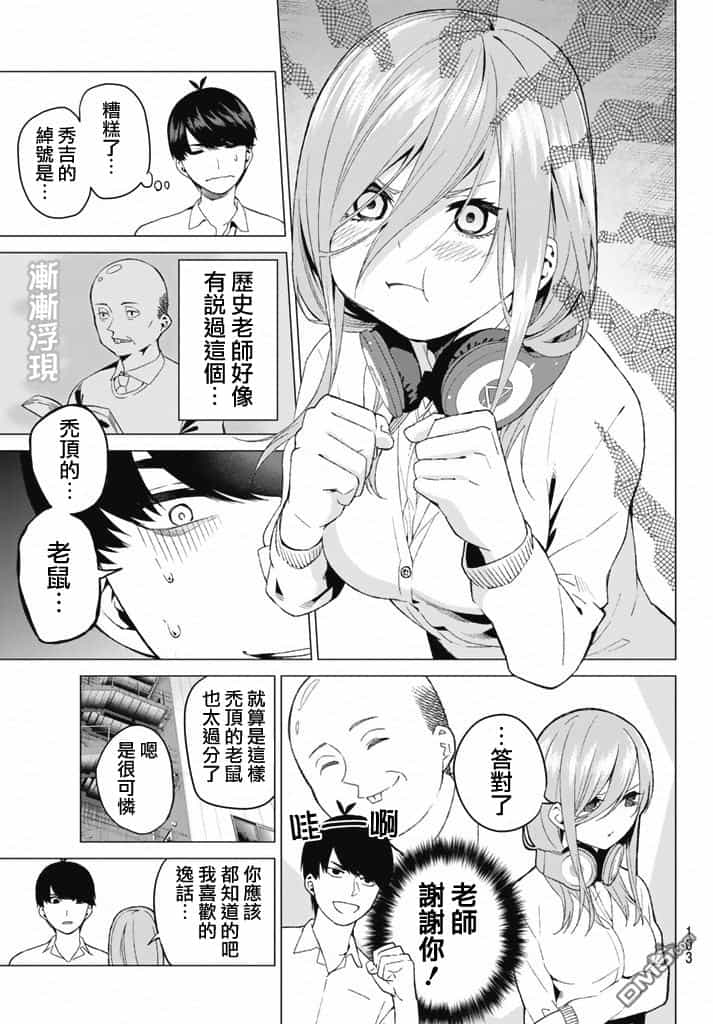 糟糕了…
秀吉的
綽號是…
歷史老師好像
有説過這個…
漸漸浮現
禿頂的…
老鼠…
…答對了
哇——啊
老師
謝謝你！
就算是這樣
禿頂的老鼠
也太過分了
嗯
是很可憐
你應該
都知道的吧
我喜歡的
逸話…
193